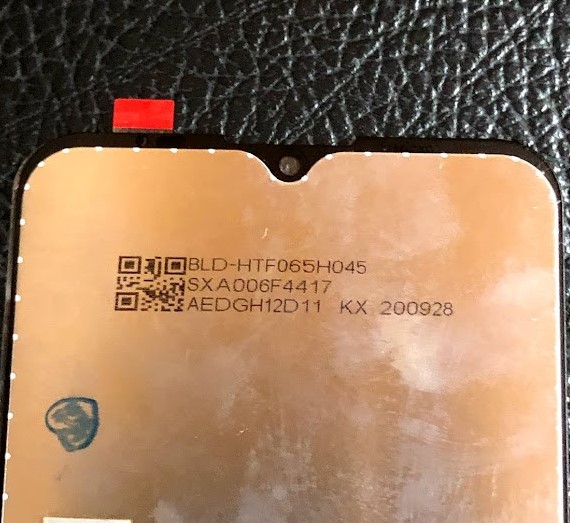 BLD-HTF065H045
SXA006F4417
AEDGH12D11 KX 200928